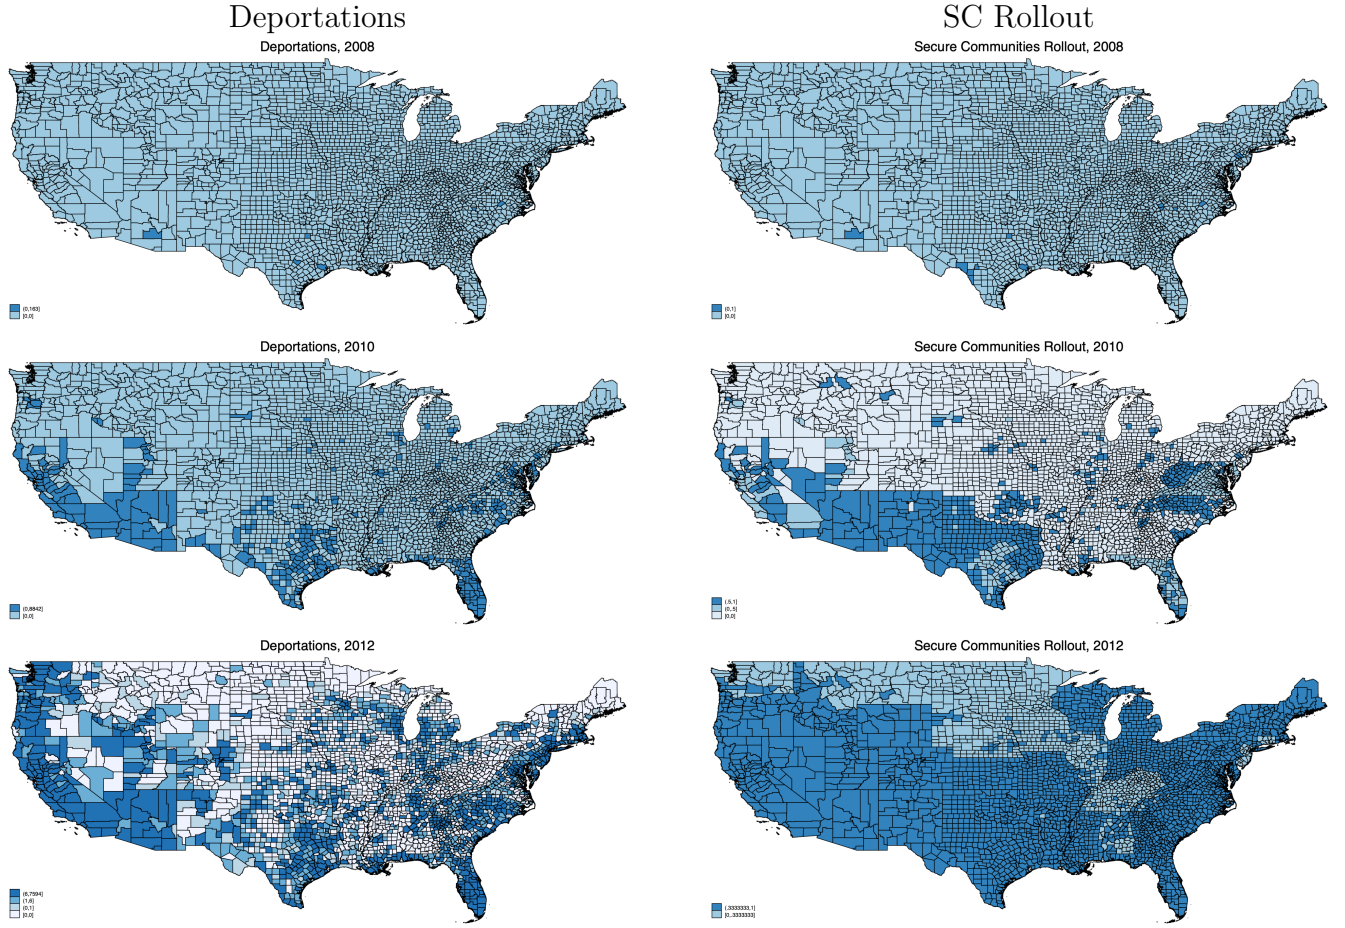 Deportations
SC Rollout
Deportations, 2008
Secure Communities Rollout, 2008
(0,163]
[0,0]
(0,1]
[0,0]
Deportations, 2010
Secure Communities Rollout, 2010
(0,8842]
[0,0]
(.5,1]
(0,.5]
[0,0]
Deportations, 2012
Secure Communities Rollout, 2012
(6,7594]
(1,6]
(0,1]
[0,0]
(.3333333,1]
[0,.3333333]